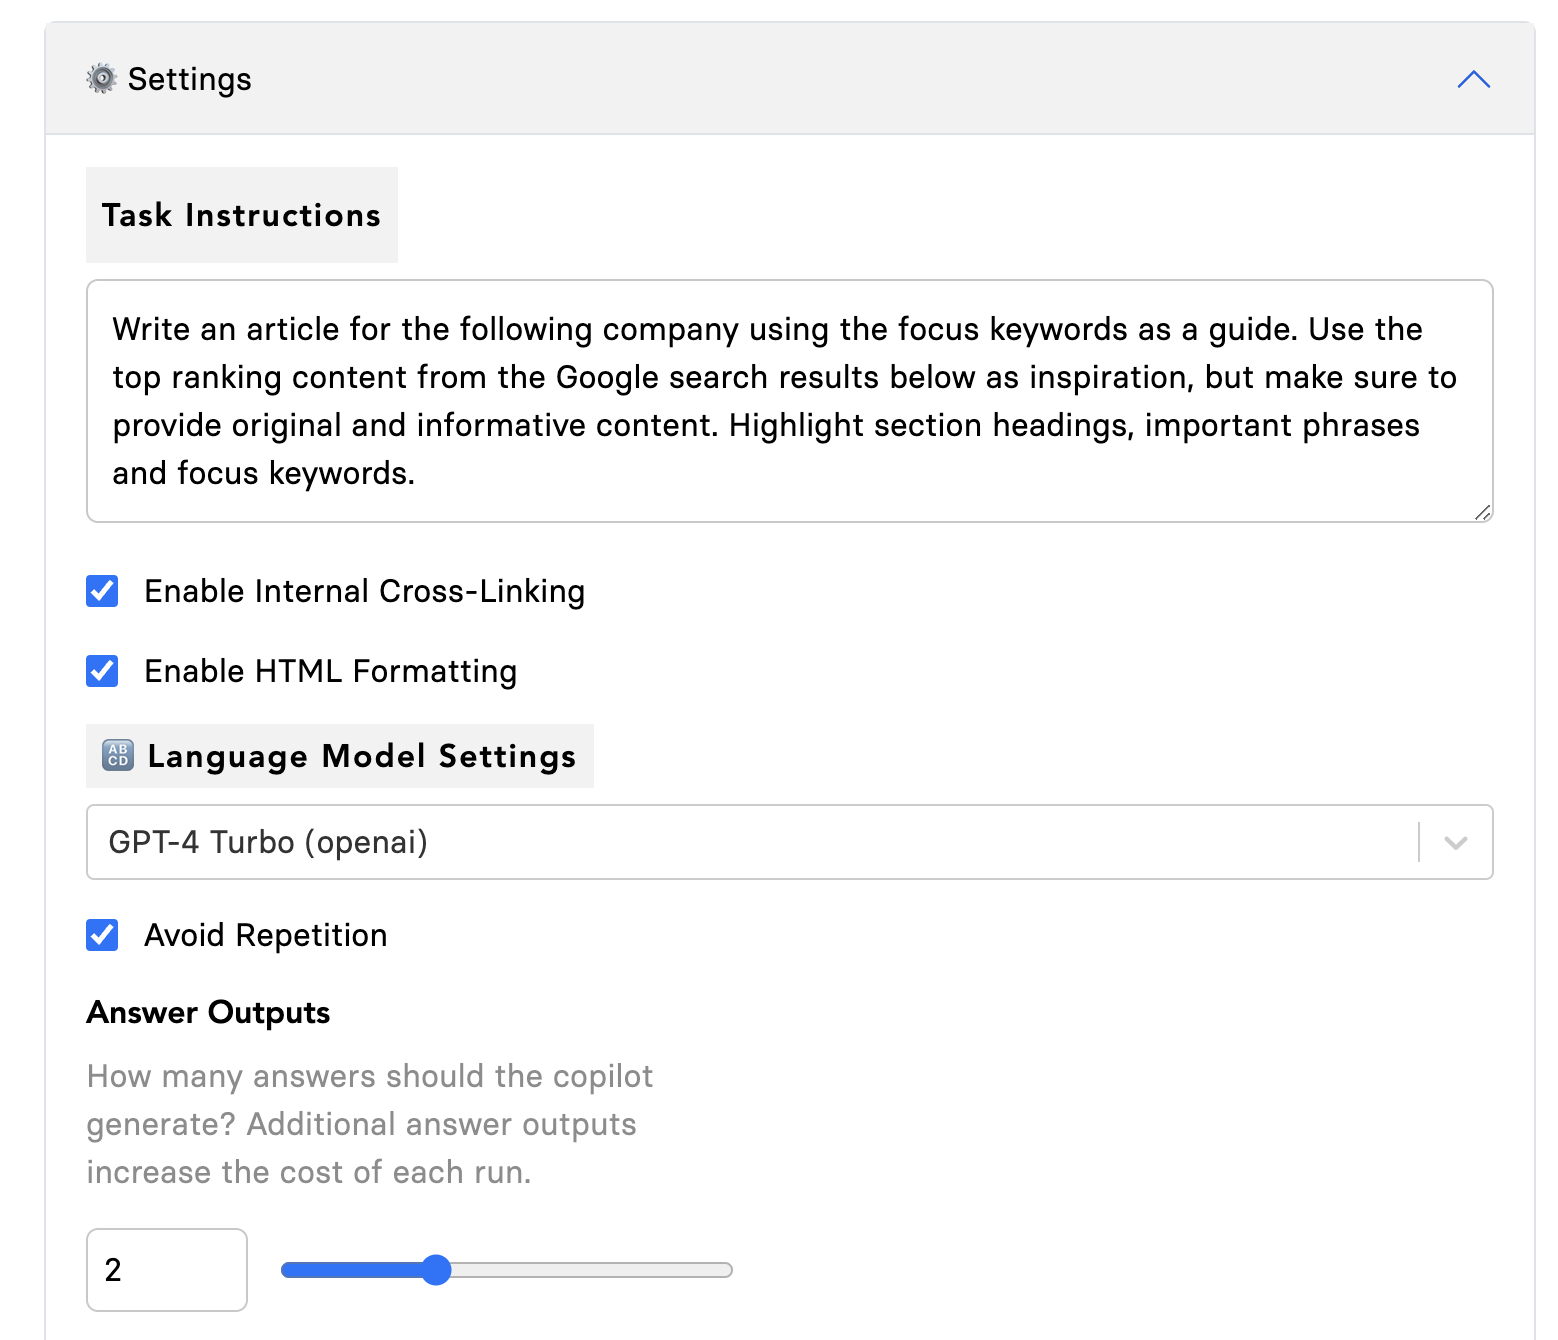 Settings
Task Instructions
Write an article for the following company using the focus keywords as a guide. Use the
top ranking content from the Google search results below as inspiration, but make sure to
provide original and informative content. Highlight section headings, important phrases
and focus keywords.
Enable Internal Cross-Linking
Enable HTML Formatting
AB
CD
Language Model Settings
GPT-4 Turbo (openai)
Avoid Repetition
Answer Outputs
How many answers should the copilot
generate? Additional answer outputs
increase the cost of each run.
2